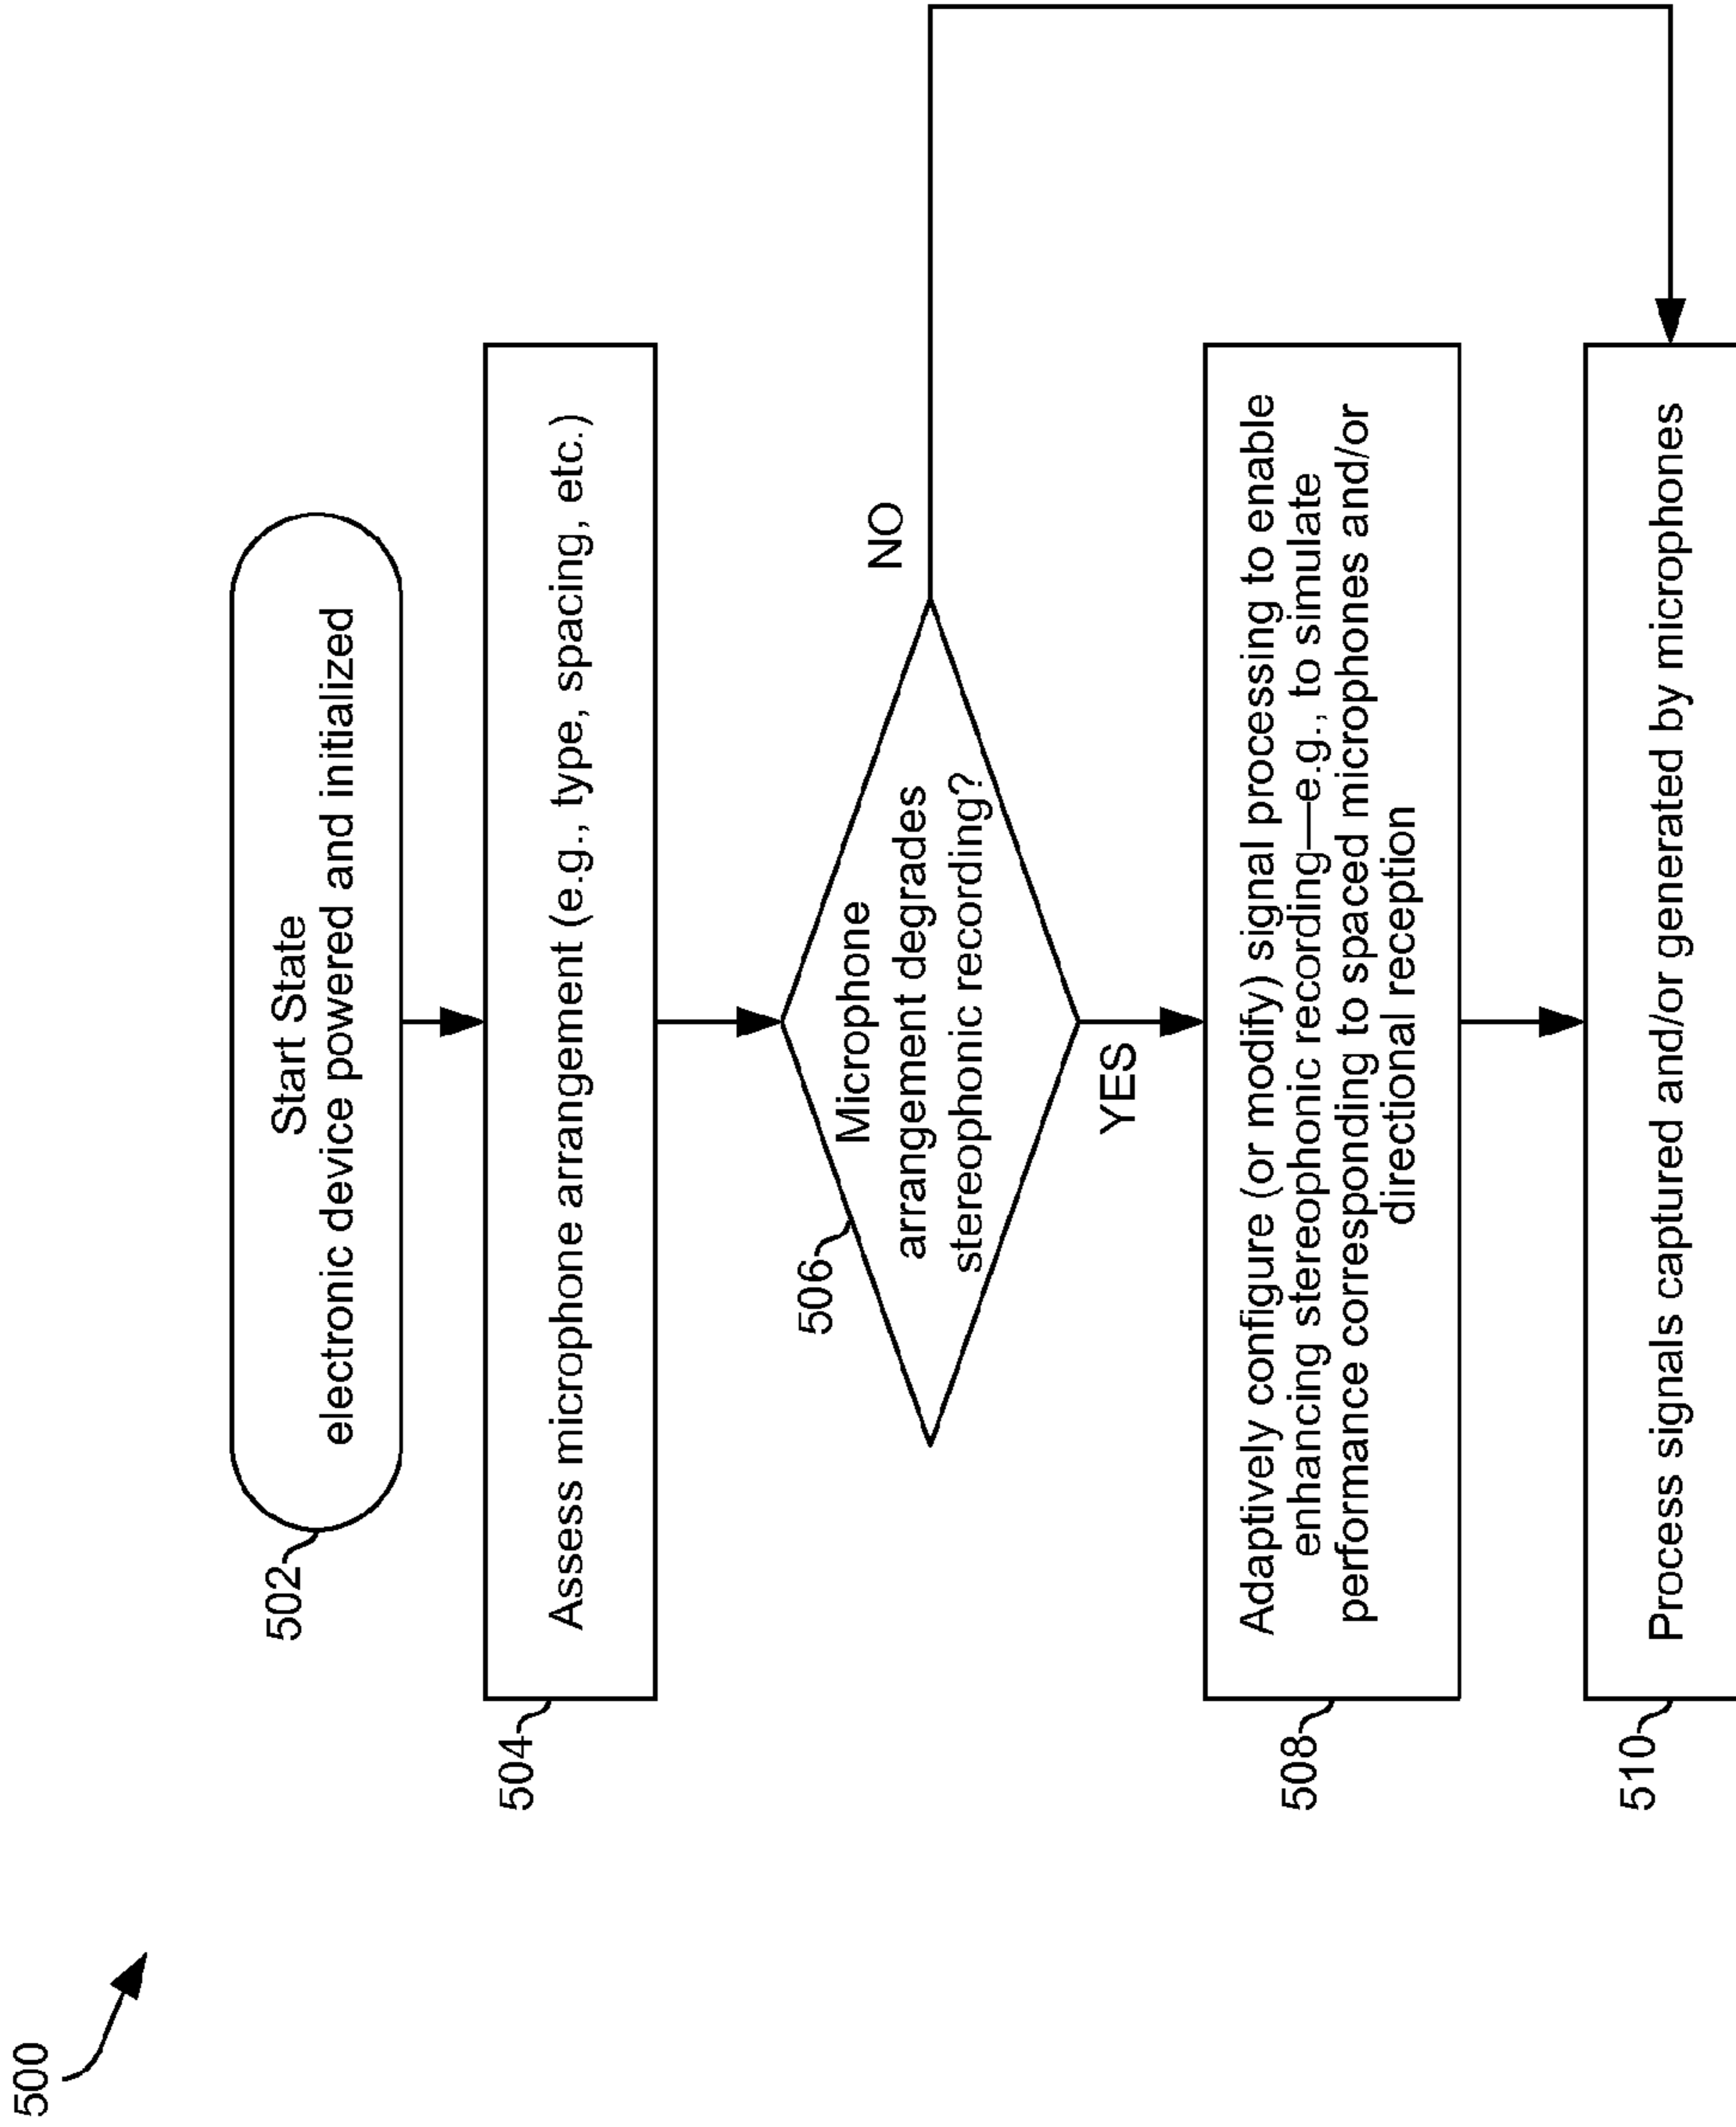 500
502
Start State
electronic device powered and initialized
504
Assess microphone arrangement (e.g., type, spacing, etc.)
506
Microphone
arrangement degrades
stereophonic recording?
NO
YES
508
Adaptively configure (or modify) signal processing to enable
enhancing stereophonic recording—e.g., to simulate
performance corresponding to spaced microphones and/or
directional reception
510
Process signals captured and/or generated by microphones